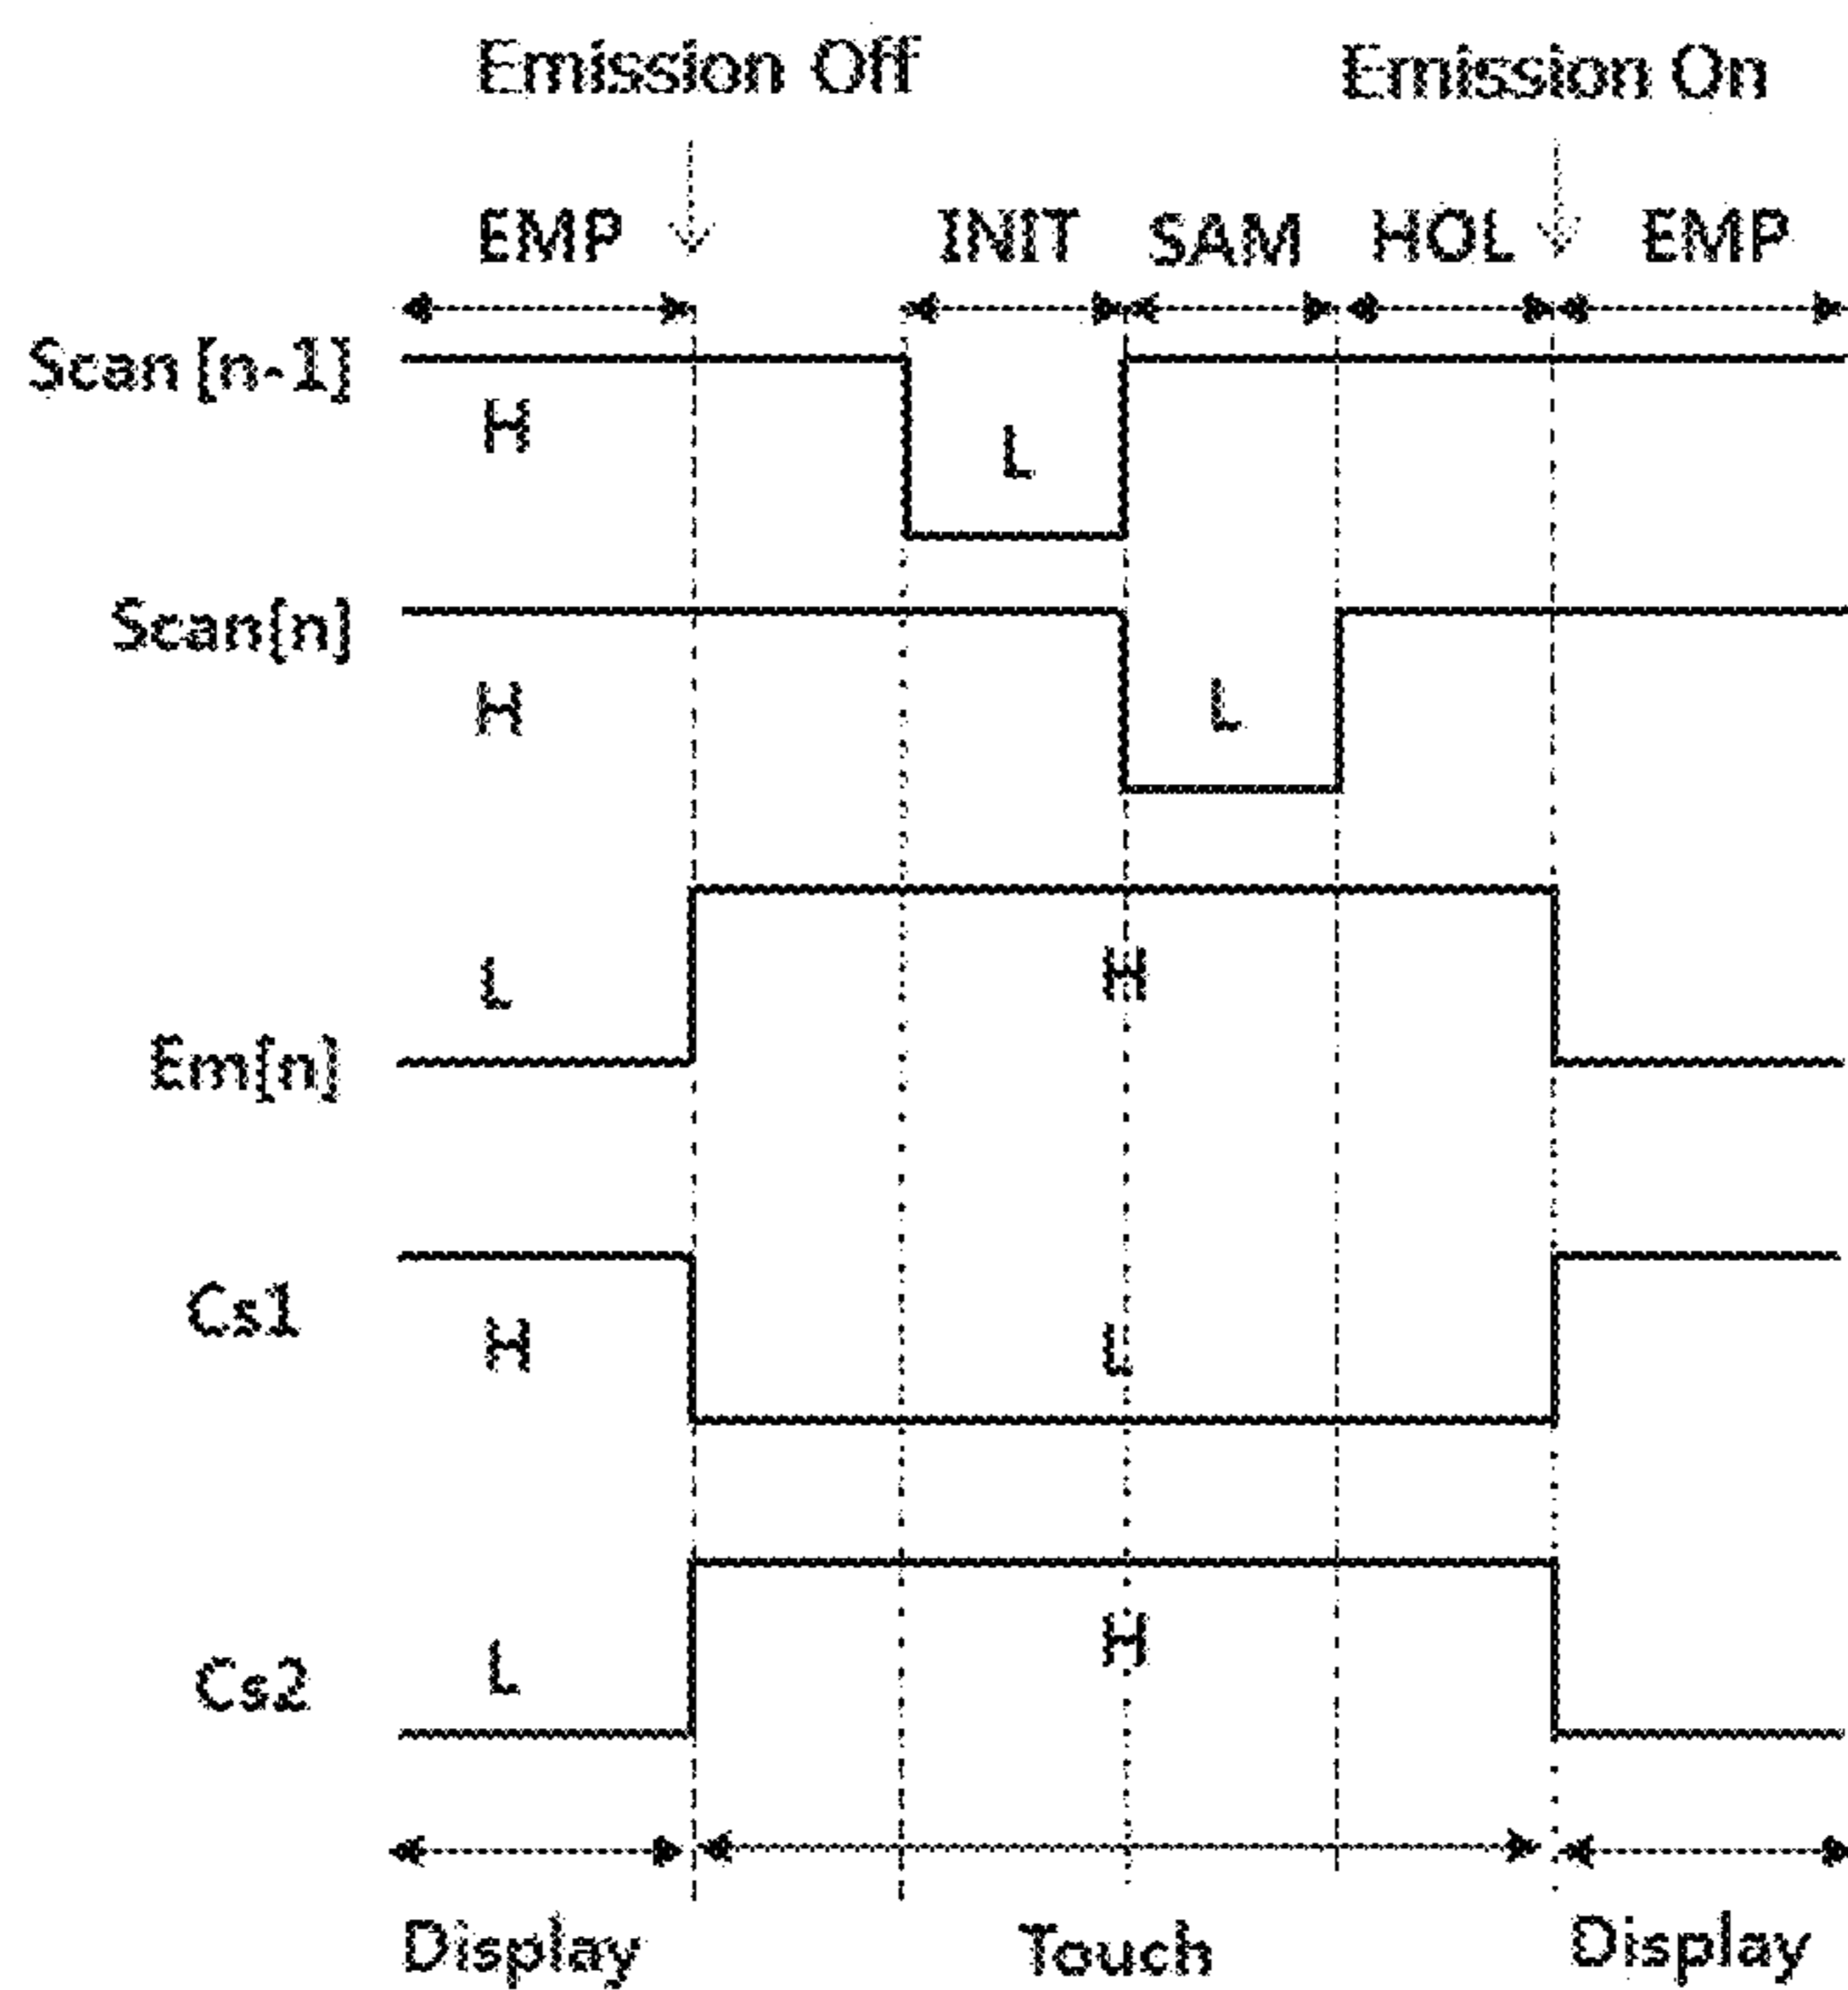 Emission Off
Emission On
EMP
INIT
SAM
HOL
EMP
Scan [n-1]
H
L
Scan[n]
H
L
Em[n]
L
H
Cs1
H
L
Cs2
L
H
Display
Touch
Display